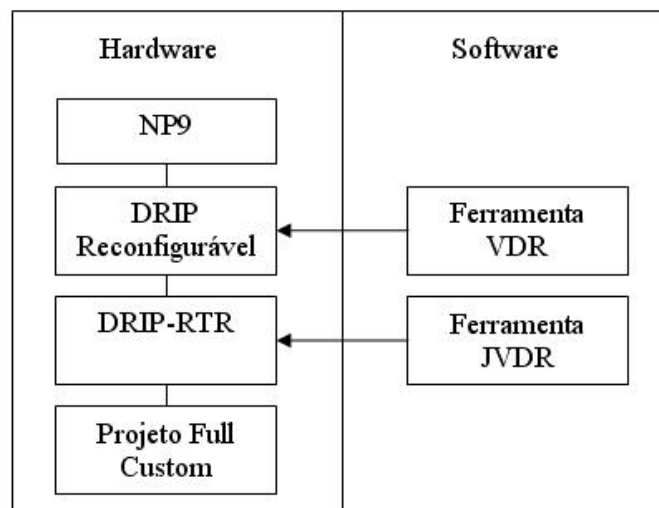 Hardware
Software
NP9
DRIP
Reconfigurável
Ferramenta
VDR
DRIP-RTR
Ferramenta
JVDR
Projeto Full
Custom